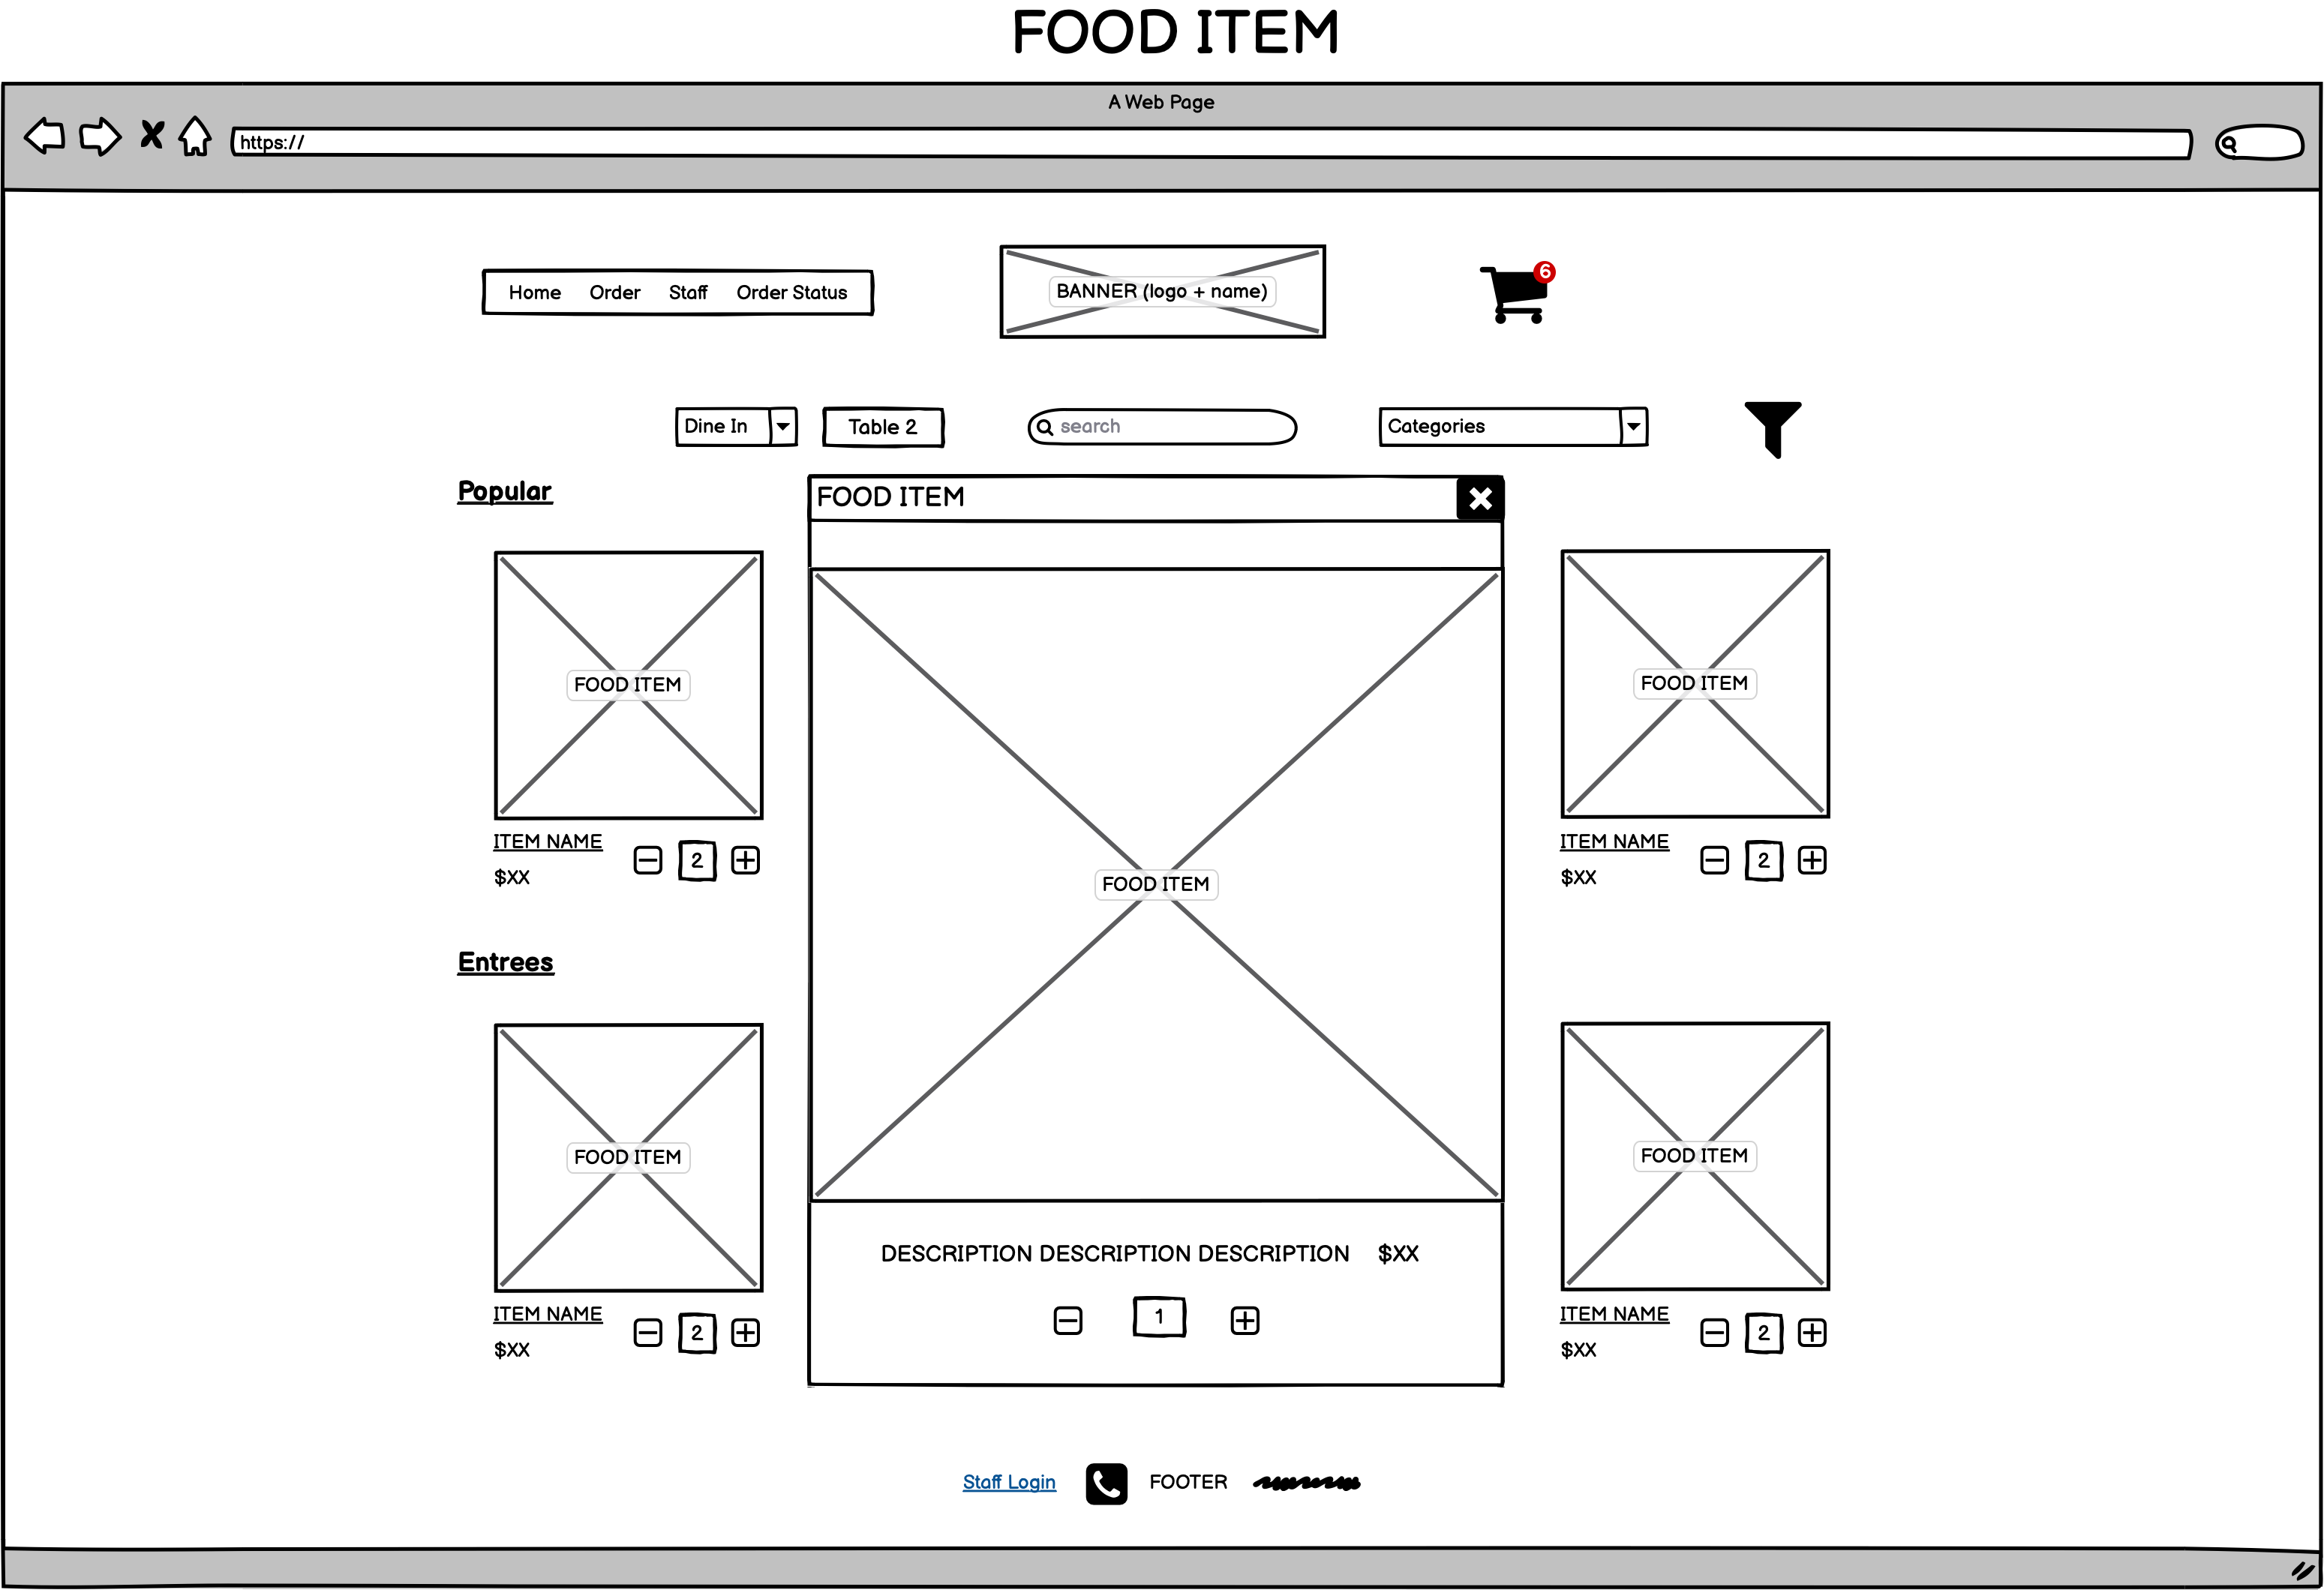 FOOD ITEM
A Web Page
https://
Home Order Staff Order Status
BANNER (logo + name)
6
Dine In
Table 2
search
Categories
Popular
FOOD ITEM
FOOD ITEM
FOOD ITEM
FOOD ITEM
ITEM NAME
2
$XX
ITEM NAME
2
$XX
Entrees
FOOD ITEM
FOOD ITEM
DESCRIPTION DESCRIPTION DESCRIPTION $XX
1
ITEM NAME
2
$XX
ITEM NAME
2
$XX
Staff Login
FOOTER